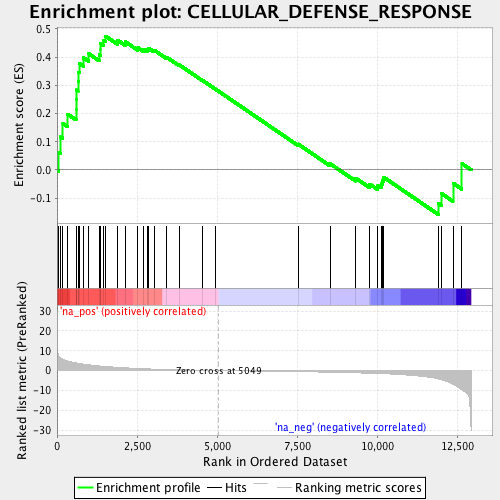 Enrichment plot: CELLULAR_DEFENSE_RESPONSE
Enrichment score (ES)
0.5
0.4
0.3
0.2
0.1
0.0
-0.1
'na_pos' (positively correlated)
Ranked list metric (PreRanked)
30
20
10
0
-10
-20
-30
Zero cross at 5049
'na_neg' (negatively correlated)
0
2,500
5,000
7,500
10,000
12,500
Rank in Ordered Dataset
Enrichment profile
Hits
Ranking metric scores